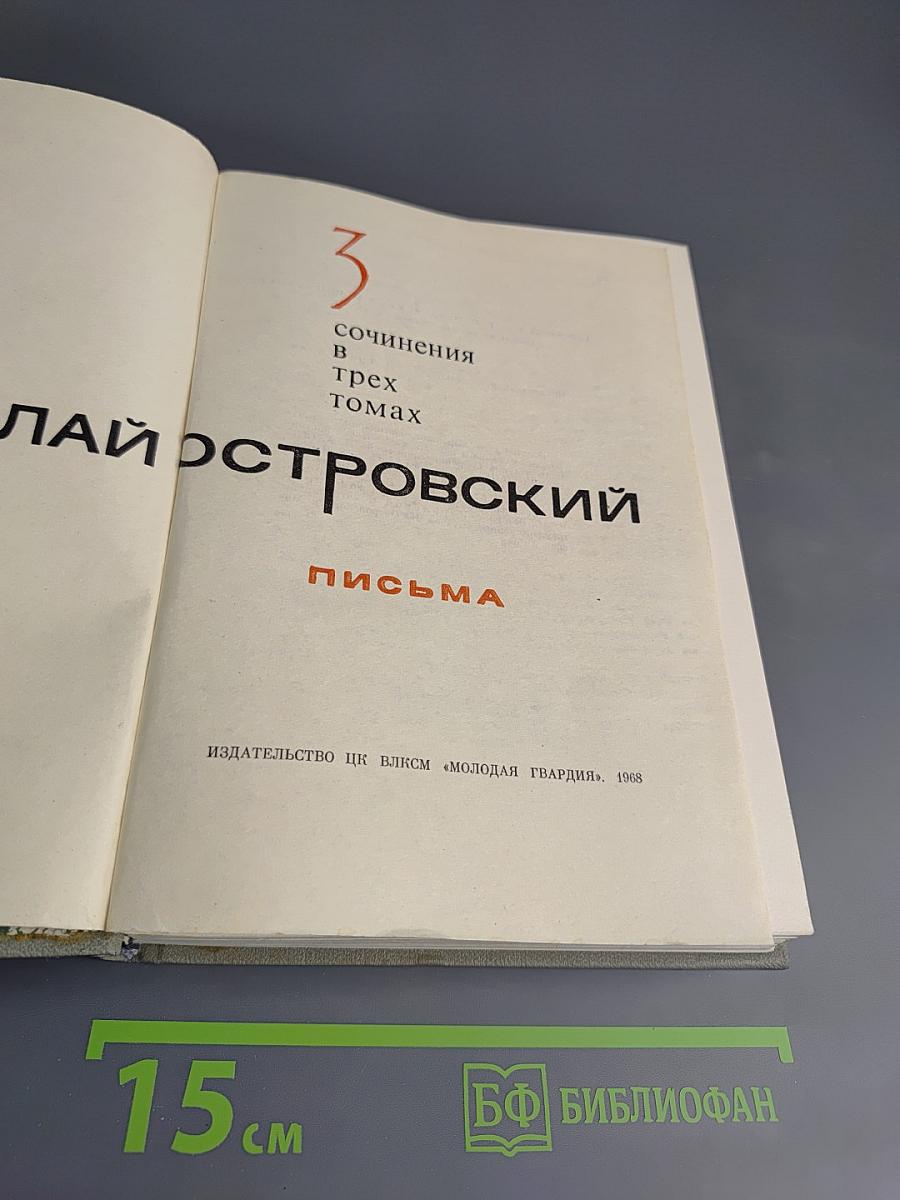 3
сочинения
в
трех
томах
ЛАЙ ОСТРОВСКИЙ
ПИСЬМА
ИЗДАТЕЛЬСТВО ЦК ВЛКСМ «МОЛОДАЯ ГВАРДИЯ». 1968
15 см
БФ БИБЛИОФАН